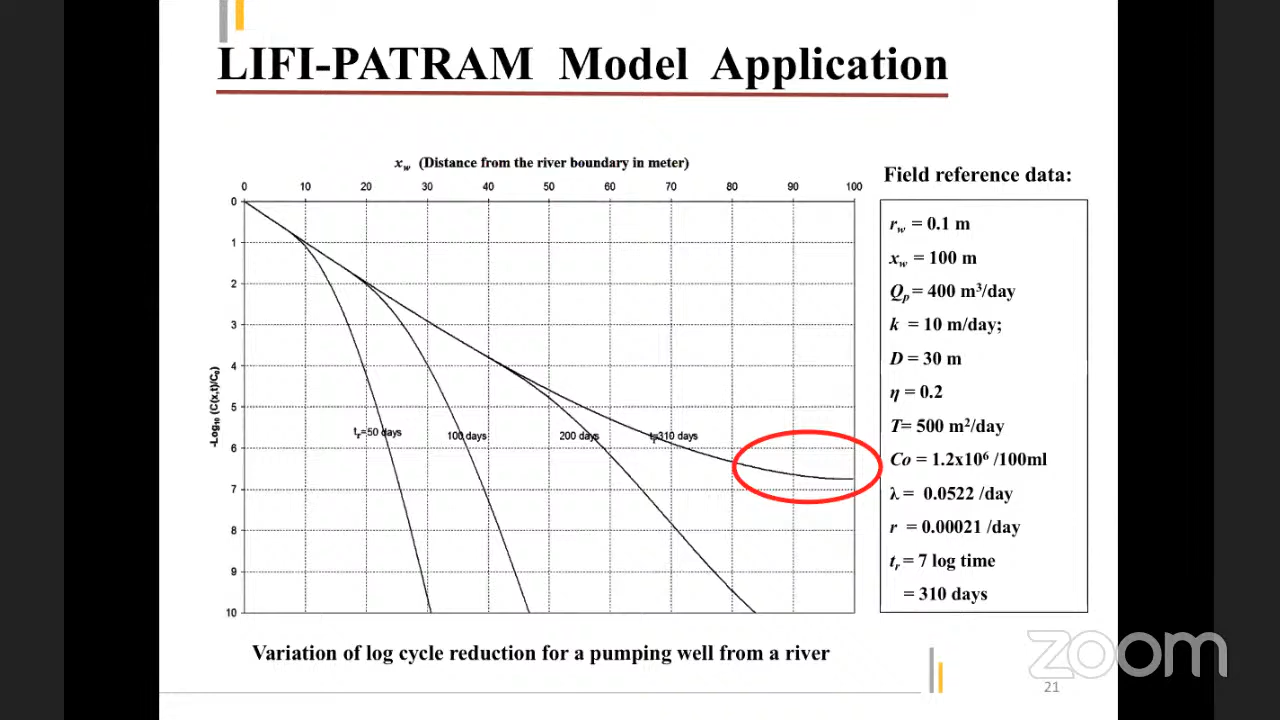 LIFI-PATRAM Model Application
x_w (Distance from the river boundary in meter)
0 10 20 30 40 50 60 70 80 90 100
0
1
2
3
4
5
6
7
8
9
10
-Log₁₀ (C(x,t)/C₀)
t_r=50 days
100 days
200 days
t_r=310 days
Variation of log cycle reduction for a pumping well from a river
Field reference data:
r_w = 0.1 m
x_w = 100 m
Q_p = 400 m³/day
k = 10 m/day;
D = 30 m
η = 0.2
T= 500 m²/day
Co = 1.2x10⁶ /100ml
λ = 0.0522 /day
r = 0.00021 /day
t_r = 7 log time
= 310 days
zoom
21